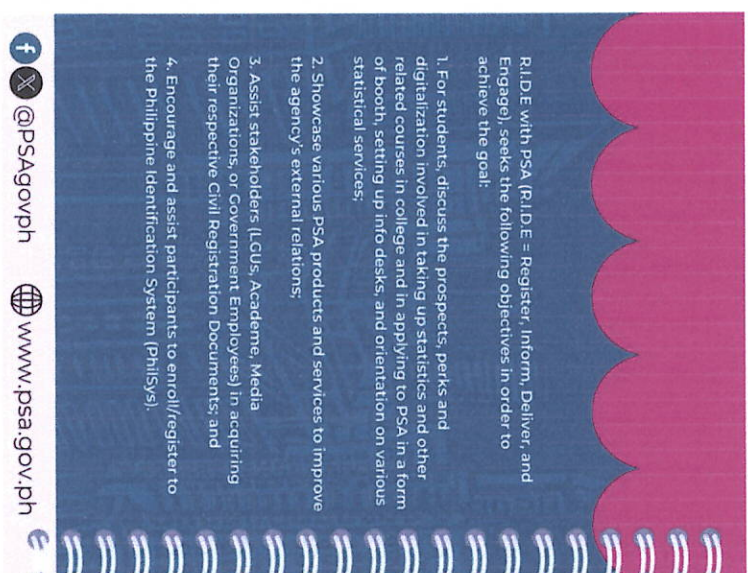 R.I.D.E with PSA (R.I.D.E = Register, Inform, Deliver, and
Engage), seeks the following objectives in order to
achieve the goal:
1. For students, discuss the prospects, perks and
digitalization involved in taking up statistics and other
related courses in college and in applying to PSA in a form
of booth, setting up info desks, and orientation on various
statistical services;
2. Showcase various PSA products and services to improve
the agency's external relations;
3. Assist stakeholders (LGUs, Academe, Media
Organizations, or Government Employees) in acquiring
their respective Civil Registration Documents; and
4. Encourage and assist participants to enroll/register to
the Philippine Identification System (PhilSys).
@PSAgovph www.psa.gov.ph